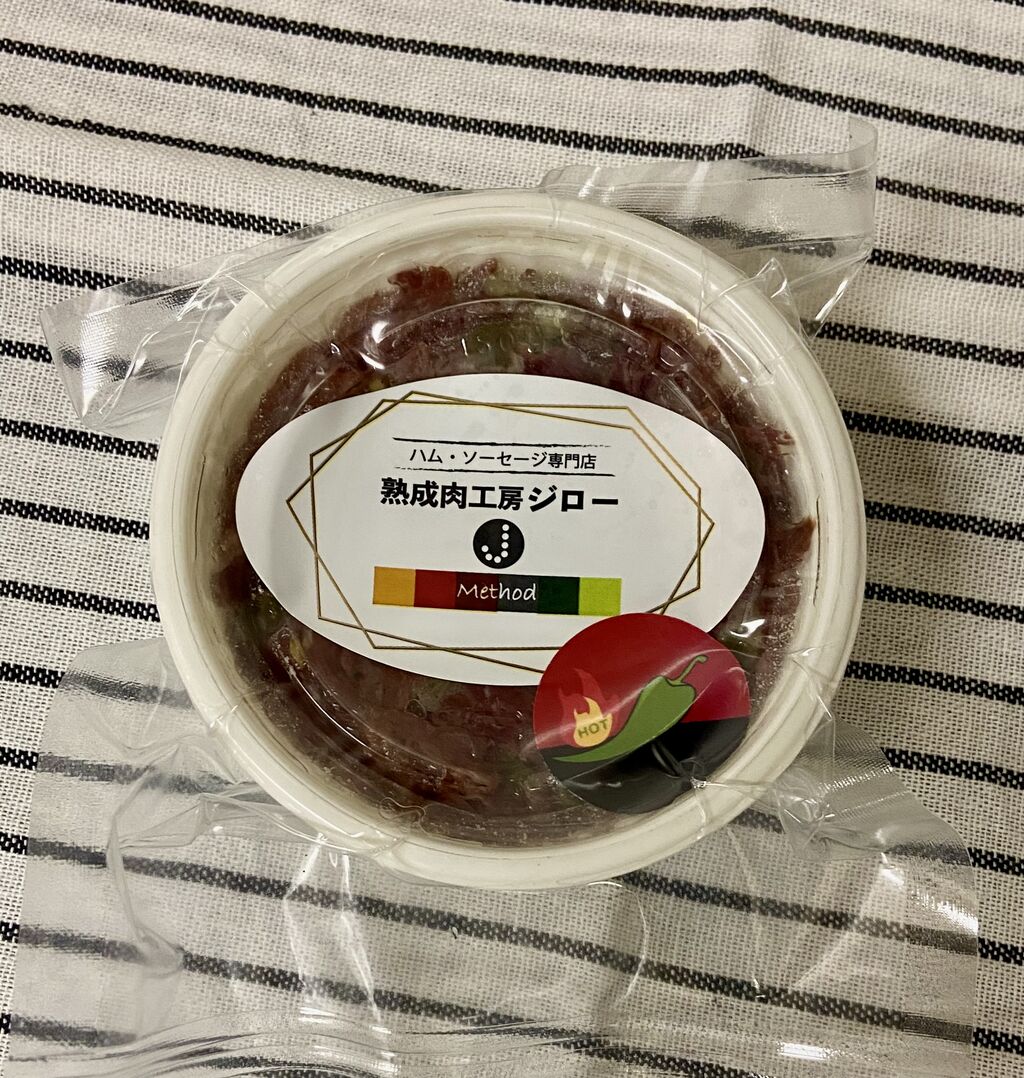 ハム・ソーセージ専門店
熟成肉工房ジロー
J
Method
HOT